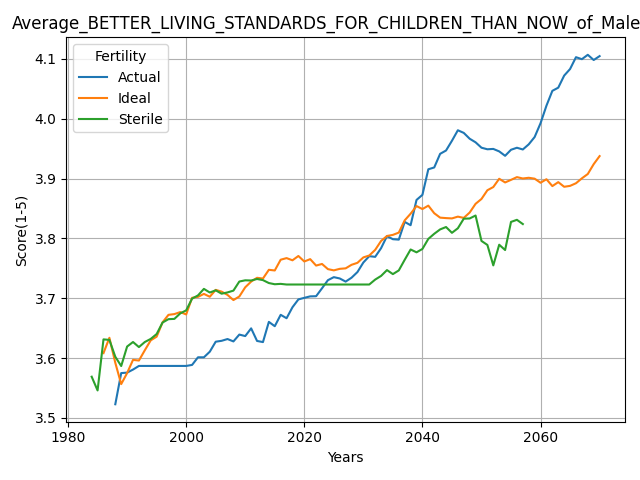 Average_BETTER_LIVING_STANDARDS_FOR_CHILDREN_THAN_NOW_of_Male
Fertility
Actual
Ideal
Sterile
Score(1-5)
4.1
4.0
3.9
3.8
3.7
3.6
3.5
1980 2000 2020 2040 2060
Years